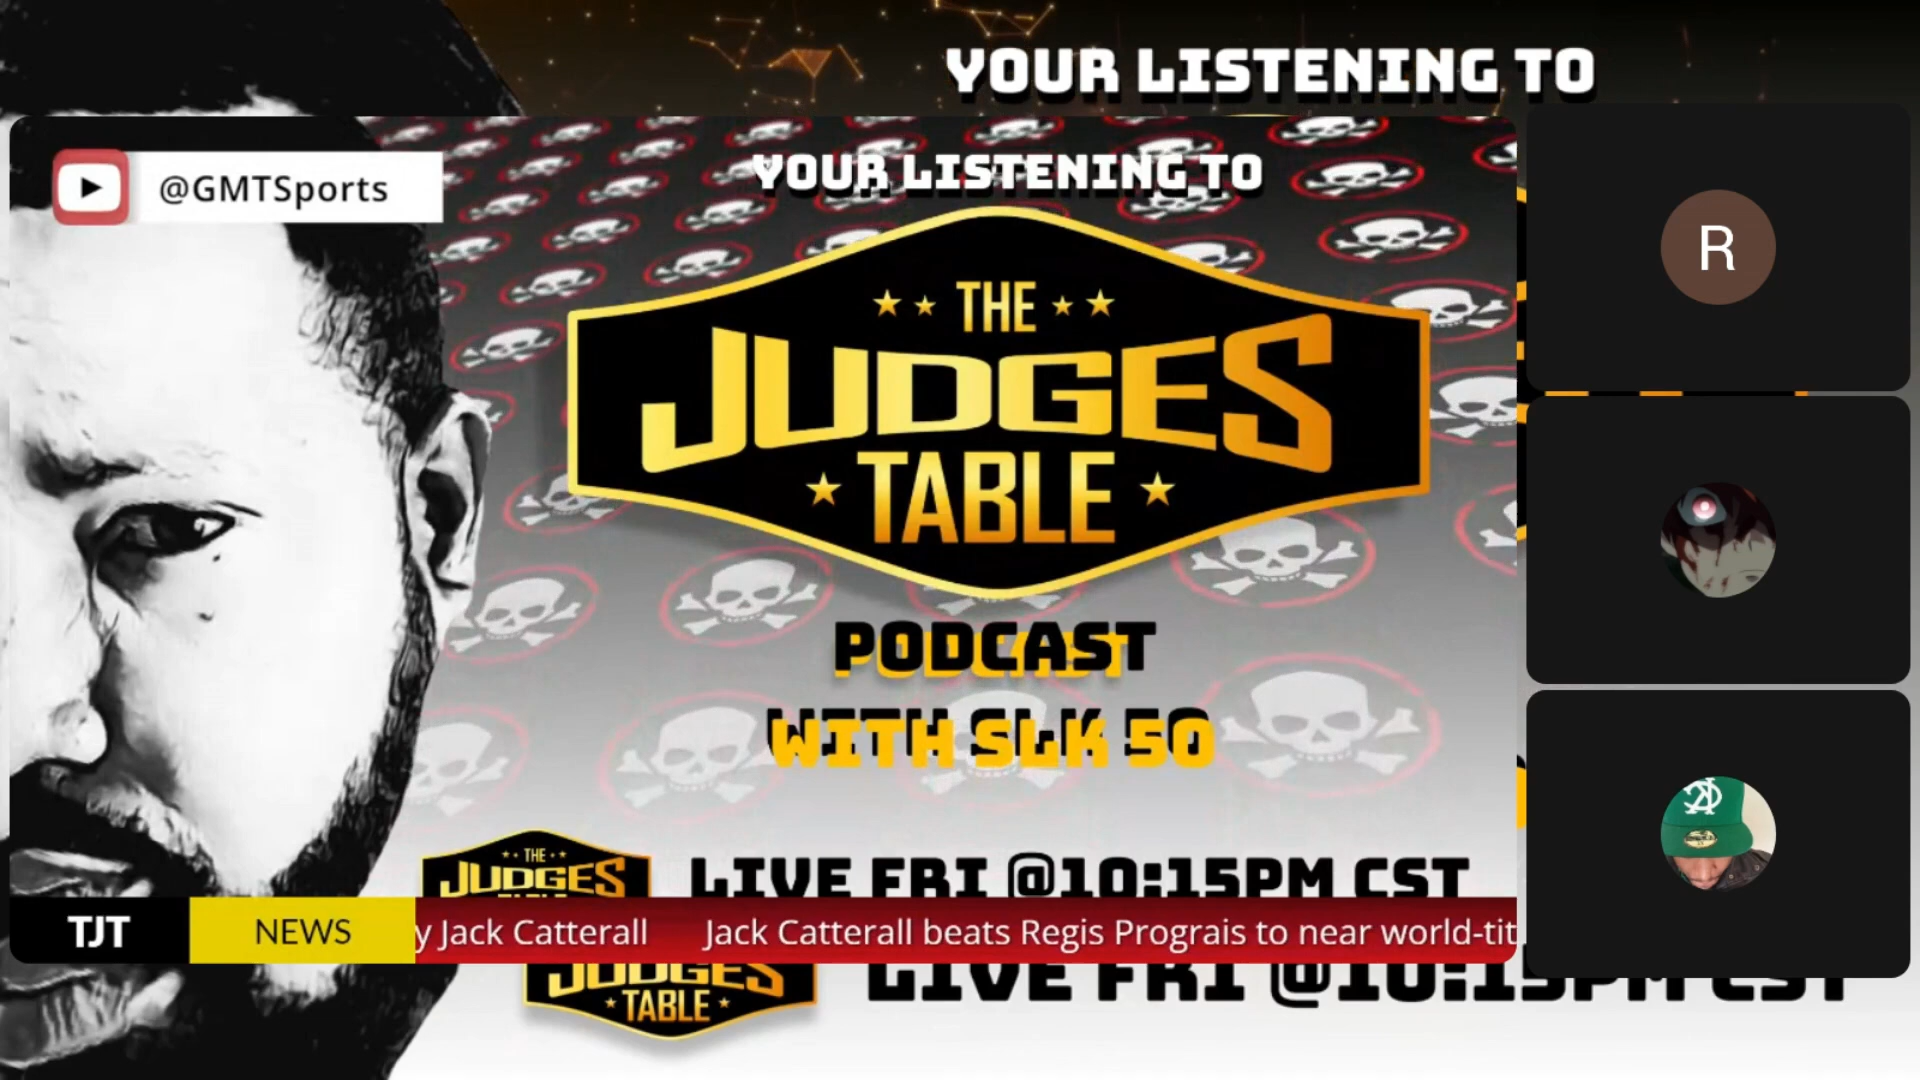 YOUR LISTENING TO
@GMTSports
YOUR LISTENING TO
THE
JUDGES
TABLE
PODCAST
WITH SLK 50
THE
JUDGES
LIVE FRI @10:15PM CST
TJT
NEWS
y Jack Catterall Jack Catterall beats Regis Prograis to near world-tit
JUDGES
TABLE
LIVE FRI @10:15PM CST
R